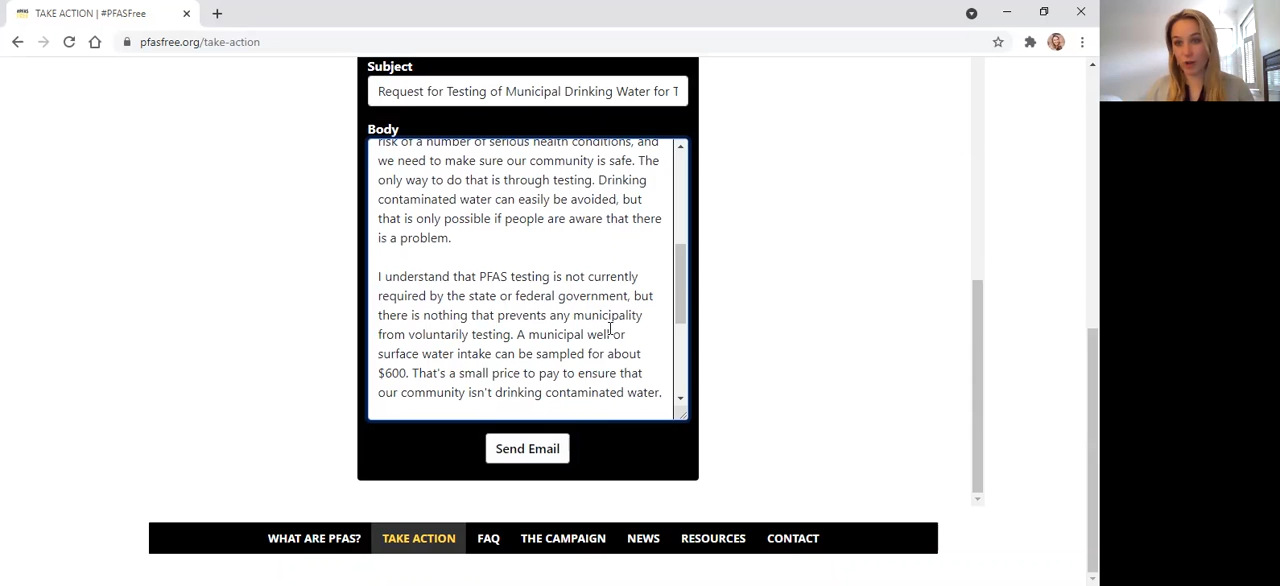 TAKE ACTION | #PFASFree
pfasfree.org/take-action
Subject
Request for Testing of Municipal Drinking Water for T
Body
risk of a number of serious health conditions, and
we need to make sure our community is safe. The
only way to do that is through testing. Drinking
contaminated water can easily be avoided, but
that is only possible if people are aware that there
is a problem.
I understand that PFAS testing is not currently
required by the state or federal government, but
there is nothing that prevents any municipality
from voluntarily testing. A municipal well or
surface water intake can be sampled for about
$600. That's a small price to pay to ensure that
our community isn't drinking contaminated water.
Send Email
WHAT ARE PFAS? TAKE ACTION FAQ THE CAMPAIGN NEWS RESOURCES CONTACT